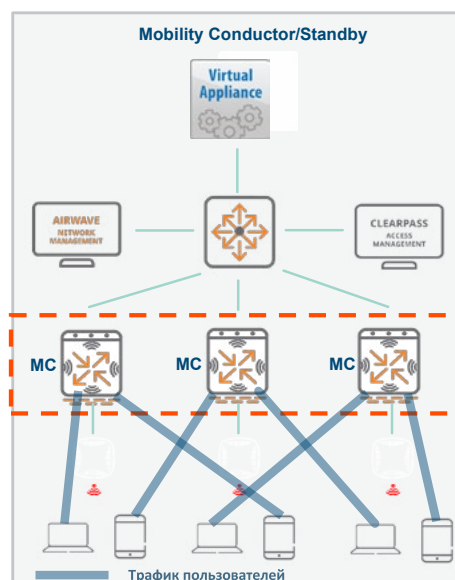 Mobility Conductor/Standby
Virtual
Appliance
AIRWAVE
NETWORK
MANAGEMENT
CLEARPASS
ACCESS
MANAGEMENT
MC
MC
MC
Трафик пользователей